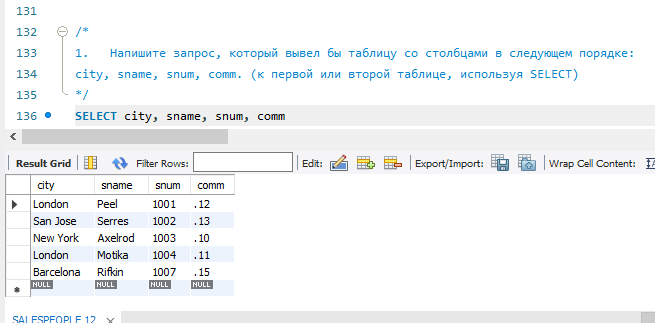 131
132 /*
133 1. Напишите запрос, который вывел бы таблицу со столбцами в следующем порядке:
134 city, sname, snum, comm. (к первой или второй таблице, используя SELECT)
135 */
136 SELECT city, sname, snum, comm
Result Grid Filter Rows: Edit: Export/Import: Wrap Cell Content:
city sname snum comm
London Peel 1001 .12
San Jose Serres 1002 .13
New York Axelrod 1003 .10
London Motika 1004 .11
Barcelona Rifkin 1007 .15
NULL NULL NULL NULL
SALESPEOPLE 12